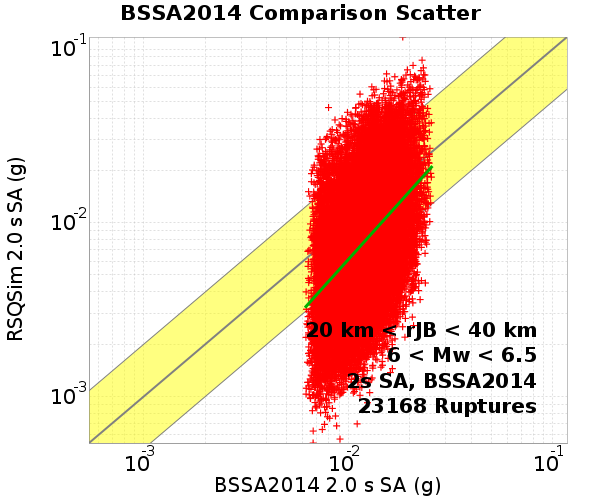 BSSA2014 Comparison Scatter
RSQSim 2.0 s SA (g)
10-1
10-2
10-3
20 km < rJB < 40 km
6 < Mw < 6.5
2s SA, BSSA2014
23168 Ruptures
10-3 10-2 10-1
BSSA2014 2.0 s SA (g)